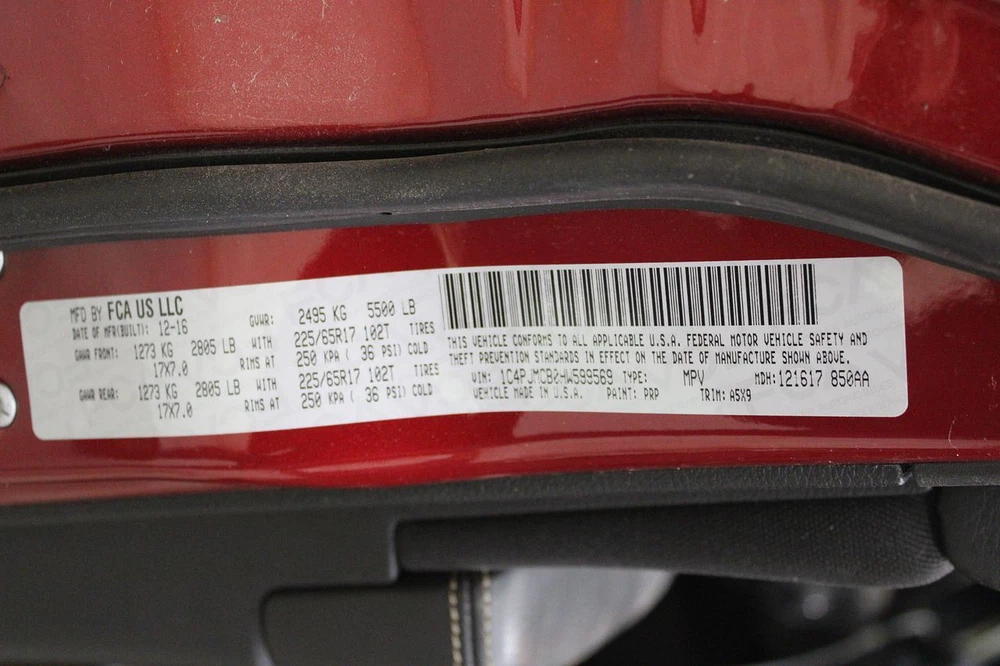 MFD BY FCA US LLC
DATE OF MFR(BUILT): 12-16 GVWR: 2495 KG 5500 LB
GAWR FRONT: 1273 KG 2805 LB WITH 225/65R17 102T TIRES
17X7.0 RIMS AT 250 KPA ( 36 PSI) COLD
GAWR REAR: 1273 KG 2805 LB WITH 225/65R17 102T TIRES
17X7.0 RIMS AT 250 KPA ( 36 PSI) COLD
THIS VEHICLE CONFORMS TO ALL APPLICABLE U.S.A. FEDERAL MOTOR VEHICLE SAFETY AND
THEFT PREVENTION STANDARDS IN EFFECT ON THE DATE OF MANUFACTURE SHOWN ABOVE.
VIN: 1C4PJMCB0HW599569 TYPE: MPV MDH:121617 850AA
VEHICLE MADE IN U.S.A. PAINT: PRP TRIM: A5X9